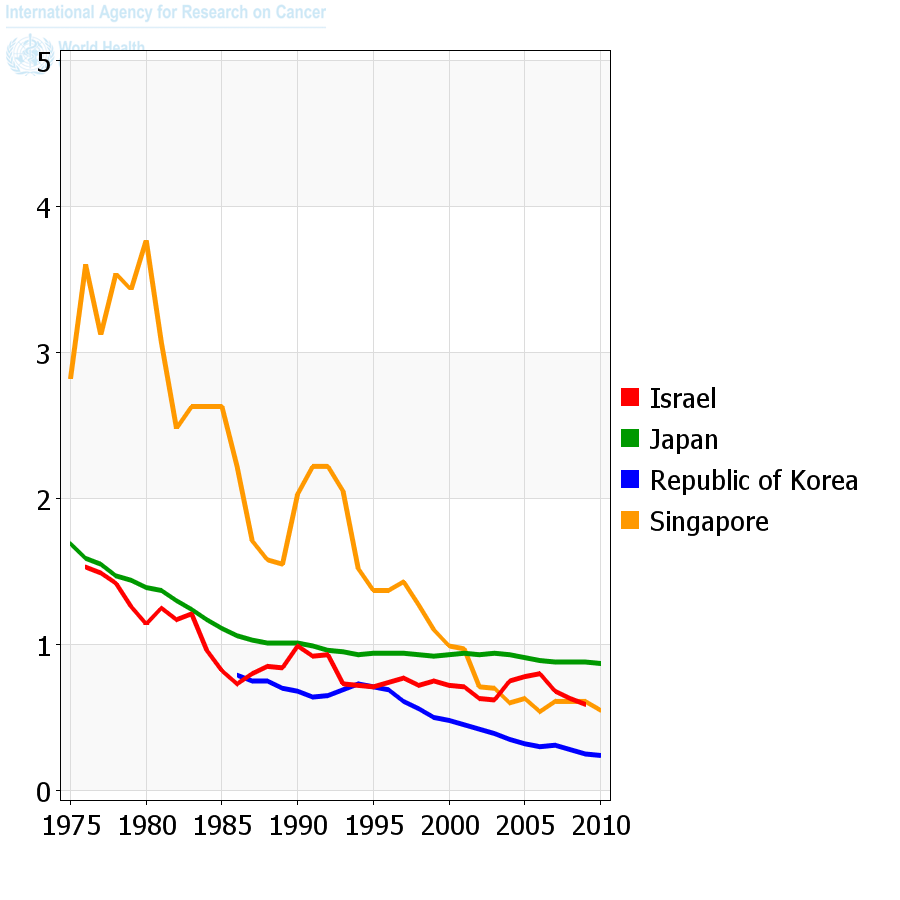 International Agency for Research on Cancer
World Health
5
4
3
2
1
0
1975 1980 1985 1990 1995 2000 2005 2010
Israel
Japan
Republic of Korea
Singapore